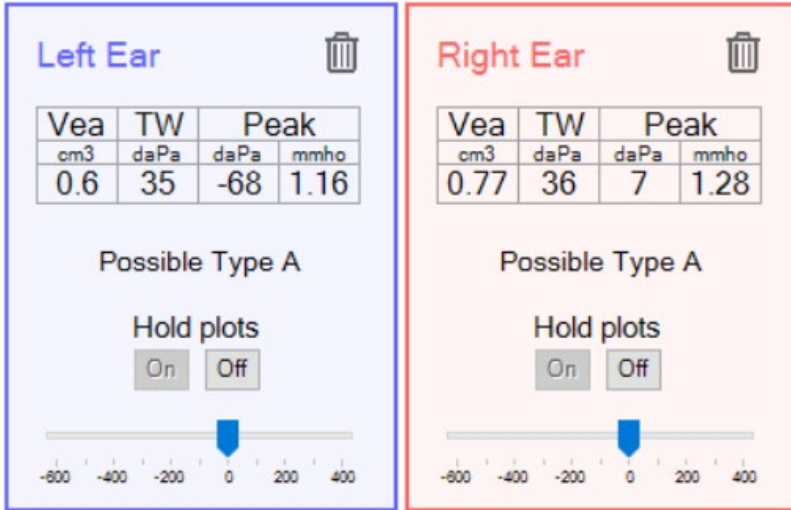 Left Ear
Vea TW Peak
cm3 daPa daPa mmho
0.6 35 -68 1.16
Possible Type A
Hold plots
On Off
-600 -400 -200 0 200 400
Right Ear
Vea TW Peak
cm3 daPa daPa mmho
0.77 36 7 1.28
Possible Type A
Hold plots
On Off
-600 -400 -200 0 200 400